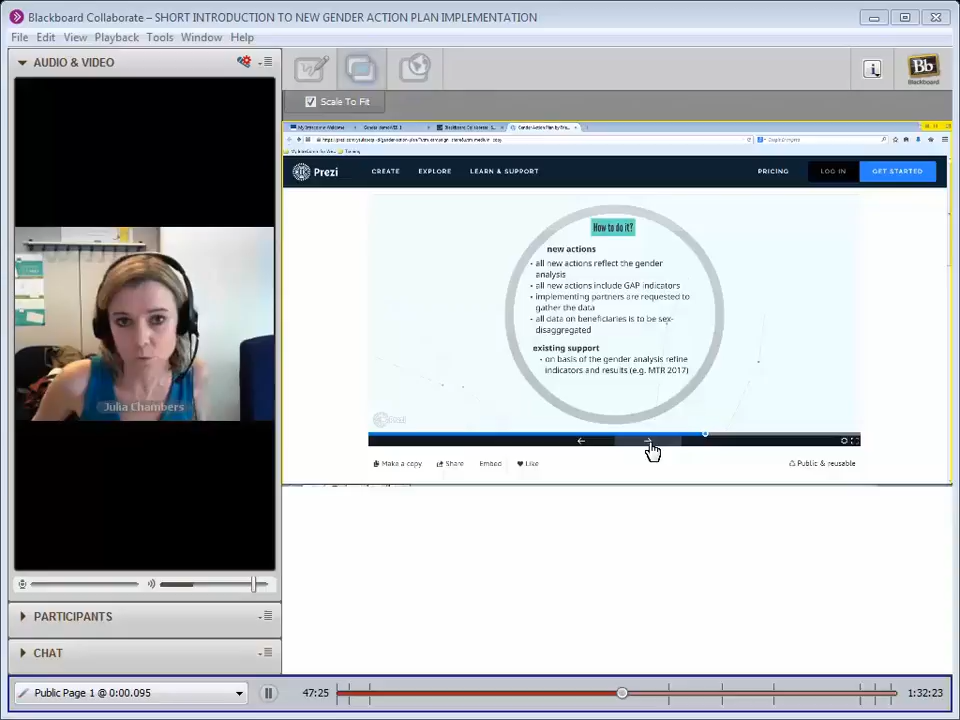 Blackboard Collaborate – SHORT INTRODUCTION TO NEW GENDER ACTION PLAN IMPLEMENTATION
File Edit View Playback Tools Window Help
AUDIO & VIDEO
Bb
Blackboard
Scale To Fit
Prezi CREATE EXPLORE LEARN & SUPPORT PRICING LOG IN GET STARTED
How to do it?
new actions
- all new actions reflect the gender
analysis
- all new actions include GAP indicators
- implementing partners are requested to
gather the data
- all data on beneficiaries is to be sex-
disaggregated
existing support
- on basis of the gender analysis refine
indicators and results (e.g. MTR 2017)
Prezi
Make a copy Share Embed Like Public & reusable
Julia Chambers
PARTICIPANTS
CHAT
Public Page 1 @ 0:00.095 47:25 1:32:23